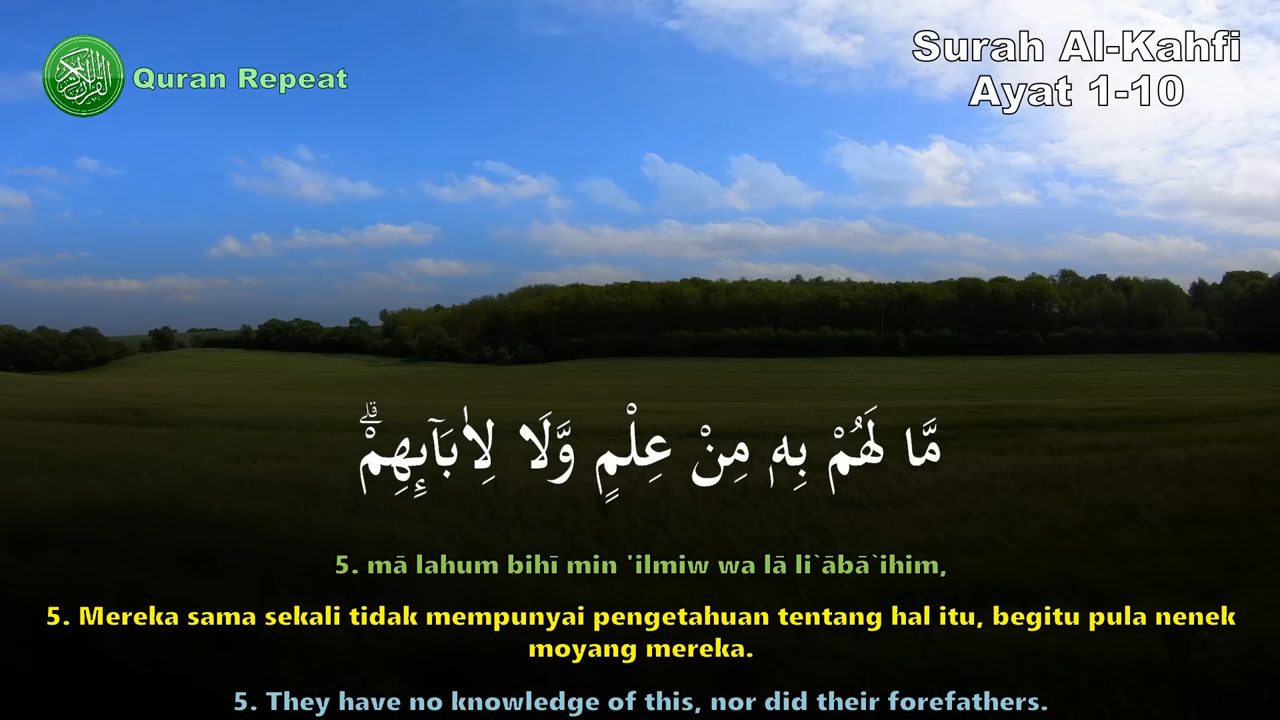 Quran Repeat
Surah Al-Kahfi
Ayat 1-10
مَّا لَهُمْ بِهٖ مِنْ عِلْمٍ وَّلَا لِاٰبَاۤىِٕهِمْۗ
5. mā lahum bihī min 'ilmiw wa lā li`ābā`ihim,
5. Mereka sama sekali tidak mempunyai pengetahuan tentang hal itu, begitu pula nenek
moyang mereka.
5. They have no knowledge of this, nor did their forefathers.